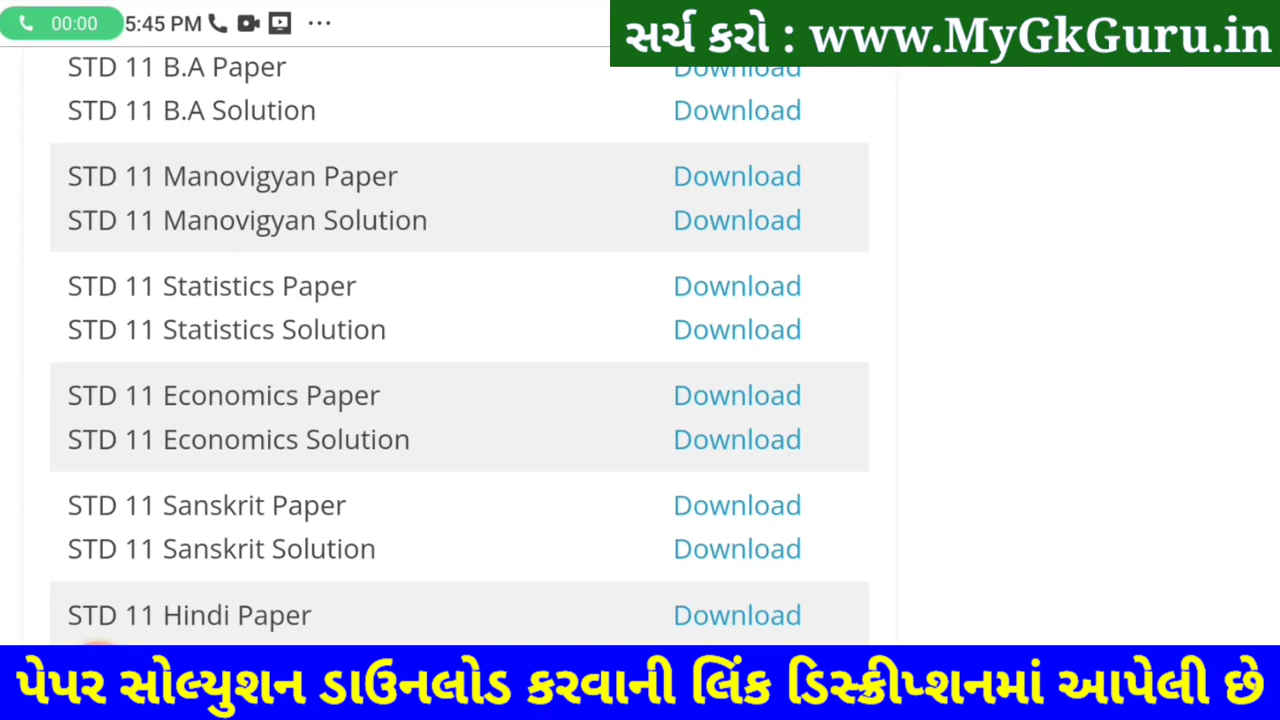 00:00 5:45 PM ...
સર્ચ કરો : www.MyGkGuru.in
STD 11 B.A Paper Download
STD 11 B.A Solution Download
STD 11 Manovigyan Paper Download
STD 11 Manovigyan Solution Download
STD 11 Statistics Paper Download
STD 11 Statistics Solution Download
STD 11 Economics Paper Download
STD 11 Economics Solution Download
STD 11 Sanskrit Paper Download
STD 11 Sanskrit Solution Download
STD 11 Hindi Paper Download
પેપર સોલ્યુશન ડાઉનલોડ કરવાની લિંક ડિસ્ક્રીપ્શનમાં આપેલી છે